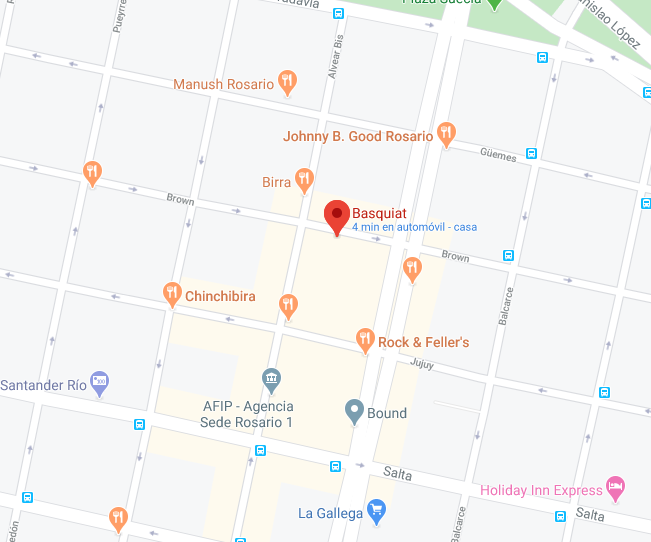 Plaza Suecia
Estanislao López
Pueyrre
Alvear Bis
Manush Rosario
Johnny B. Good Rosario
Güemes
Birra
Brown
Basquiat
4 min en automóvil - casa
Brown
Chinchibira
Balcarce
Rock & Feller's
Jujuy
Santander Río
AFIP - Agencia
Sede Rosario 1
Bound
Salta
Holiday Inn Express
La Gallega
Salta
Balcarce